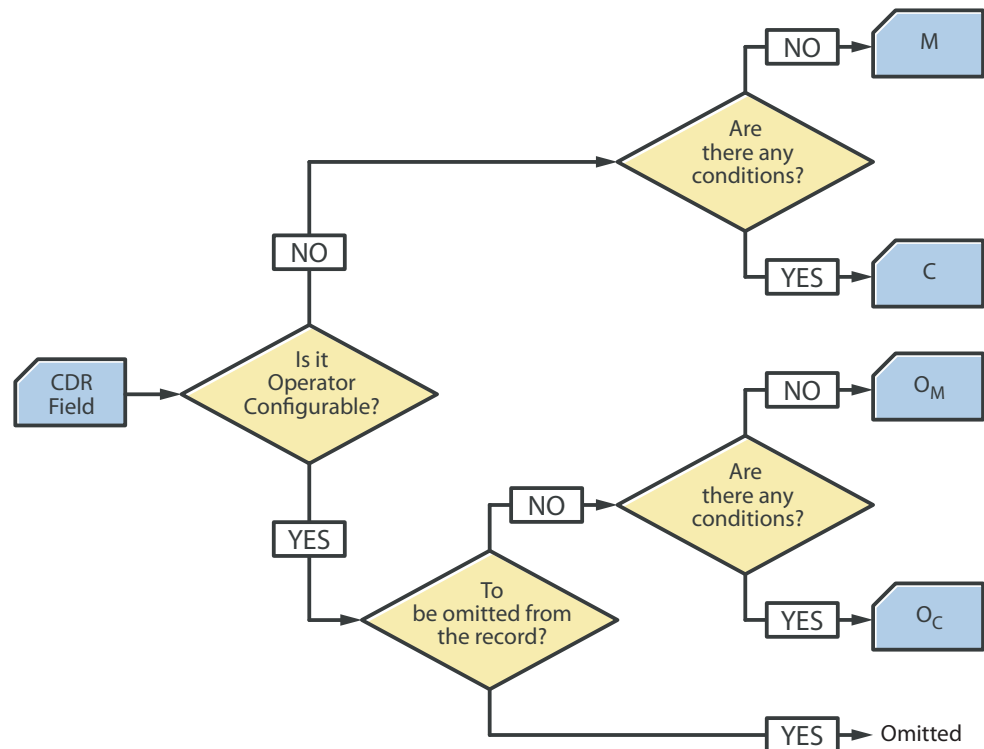 NO
M
Are
there any
conditions?
NO
YES
C
CDR
Field
Is it
Operator
Configurable?
NO
O_M
Are
there any
conditions?
NO
YES
To
be omitted from
the record?
YES
O_C
YES
Omitted